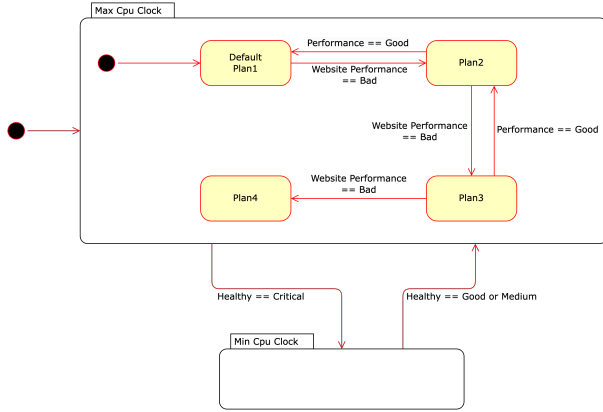 Max Cpu Clock
Performance == Good
Default
Plan1
Plan2
Website Performance
== Bad
Website Performance
== Bad
Performance == Good
Website Performance
== Bad
Plan4
Plan3
Healthy == Critical
Healthy == Good or Medium
Min Cpu Clock